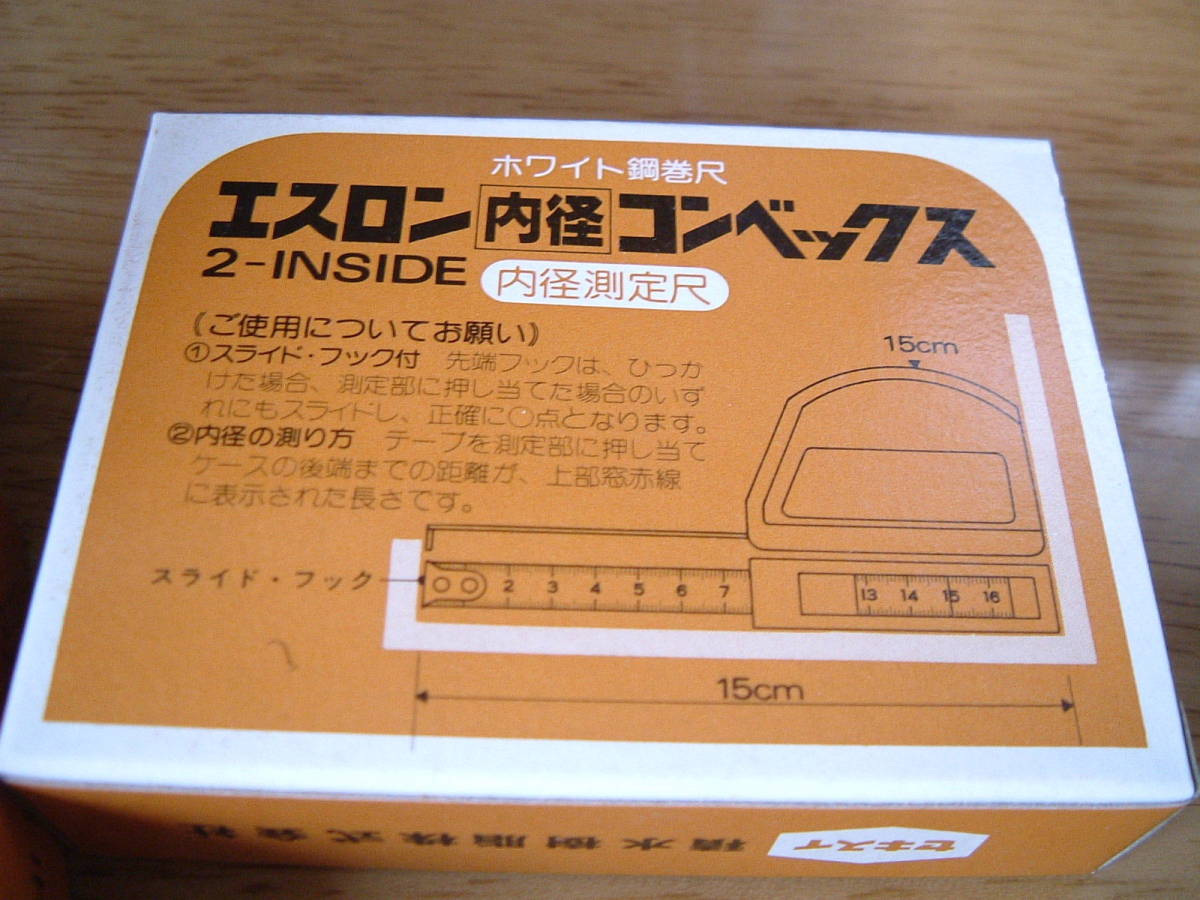 ホワイト鋼巻尺
エスロン内径コンベックス
2-INSIDE 内径測定尺
《ご使用についてお願い》
①スライド・フック付 先端フックは、ひっか
けた場合、測定部に押し当てた場合のいず
れにもスライドし、正確に〇点となります。
②内径の測り方 テープを測定部に押し当て
ケースの後端までの距離が、上部窓赤線
に表示された長さです。
15cm
スライド・フック
2 3 4 5 6 7 13 14 15 16
15cm
セキスイ 積水樹脂株式会社